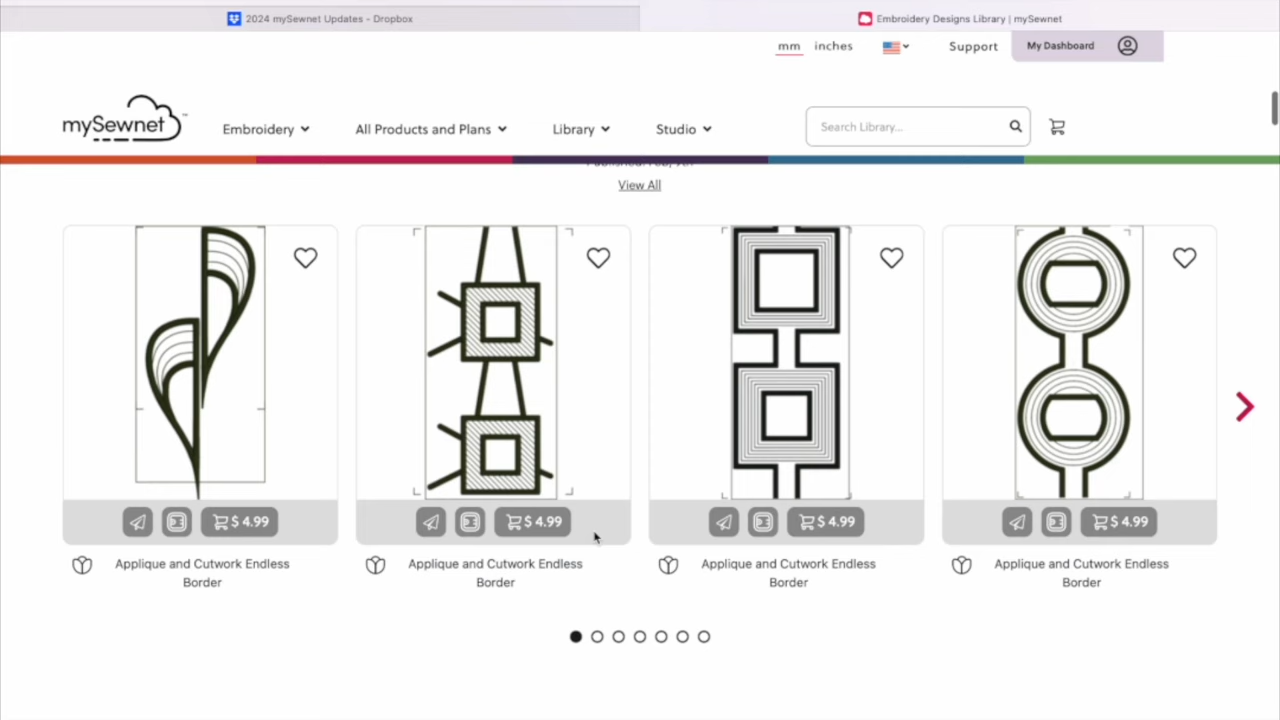 2024 mySewnet Updates - Dropbox
Embroidery Designs Library | mySewnet
mm inches Support My Dashboard
mySewnet™
Embroidery All Products and Plans Library Studio Search Library...
View All
$ 4.99 $ 4.99 $ 4.99 $ 4.99
Applique and Cutwork Endless
Border
Applique and Cutwork Endless
Border
Applique and Cutwork Endless
Border
Applique and Cutwork Endless
Border